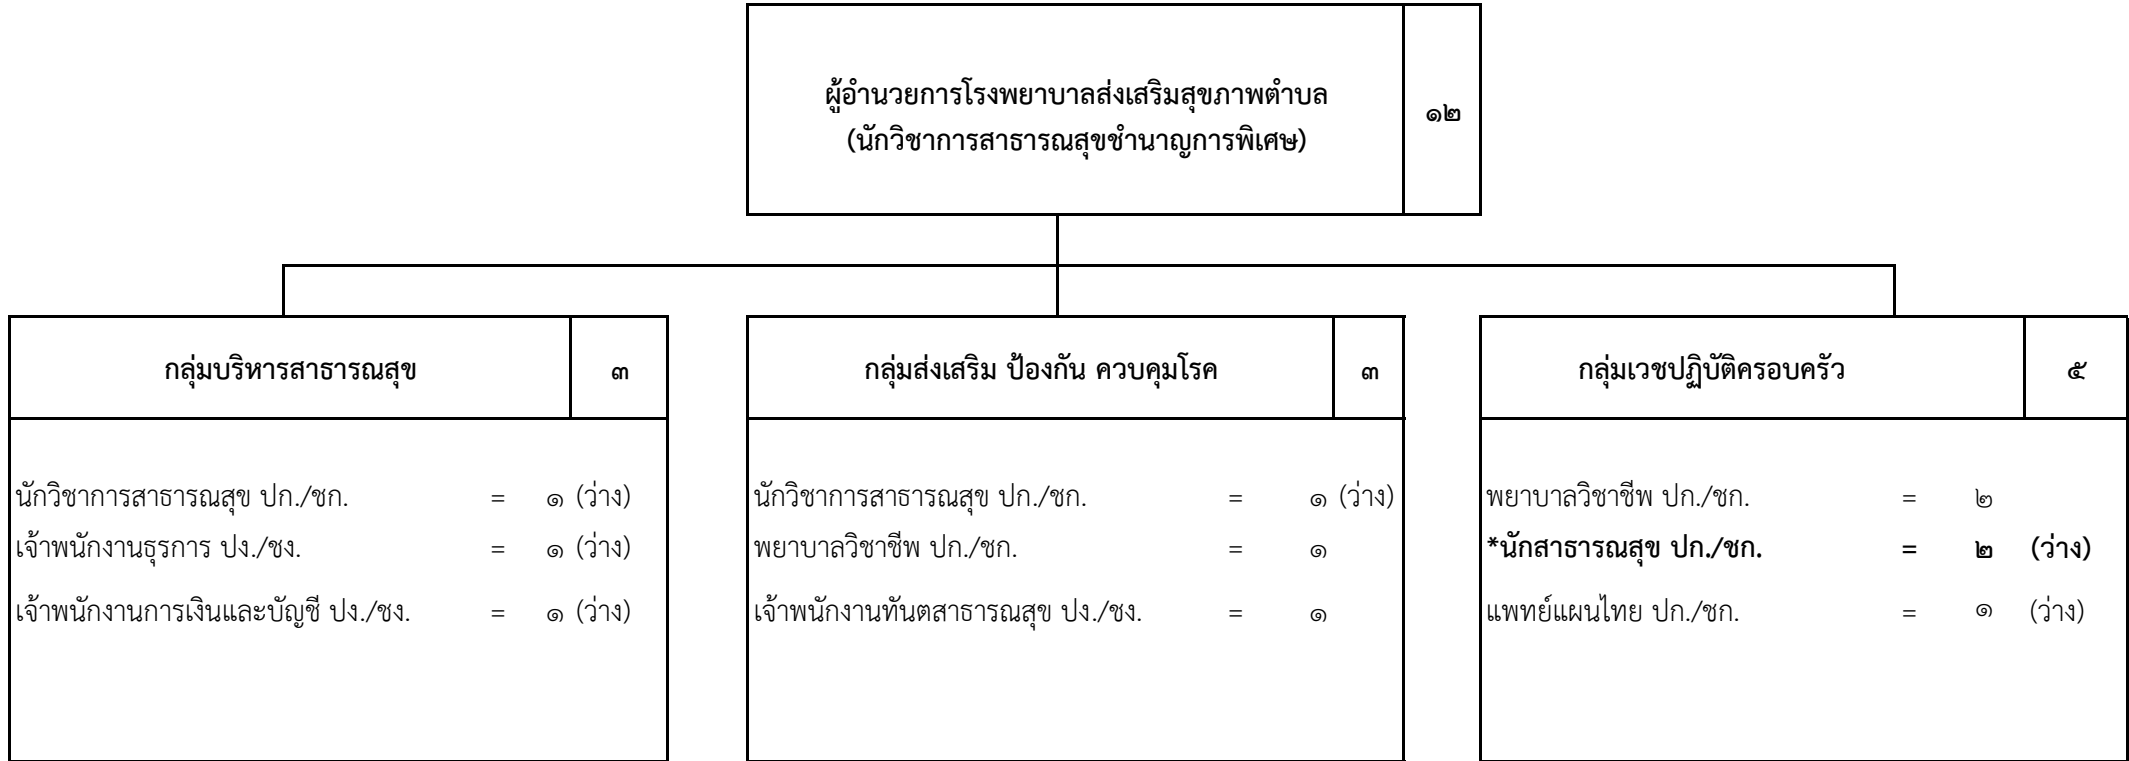 ผู้อำนวยการโรงพยาบาลส่งเสริมสุขภาพตำบล
(นักวิชาการสาธารณสุขชำนาญการพิเศษ)
๑๒
กลุ่มบริหารสาธารณสุข ๓
นักวิชาการสาธารณสุข ปก./ชก. = ๑ (ว่าง)
เจ้าพนักงานธุรการ ปง./ชง. = ๑ (ว่าง)
เจ้าพนักงานการเงินและบัญชี ปง./ชง. = ๑ (ว่าง)
กลุ่มส่งเสริม ป้องกัน ควบคุมโรค ๓
นักวิชาการสาธารณสุข ปก./ชก. = ๑ (ว่าง)
พยาบาลวิชาชีพ ปก./ชก. = ๑
เจ้าพนักงานทันตสาธารณสุข ปง./ชง. = ๑
กลุ่มเวชปฏิบัติครอบครัว ๕
พยาบาลวิชาชีพ ปก./ชก. = ๒
*นักสาธารณสุข ปก./ชก. = ๒ (ว่าง)
แพทย์แผนไทย ปก./ชก. = ๑ (ว่าง)